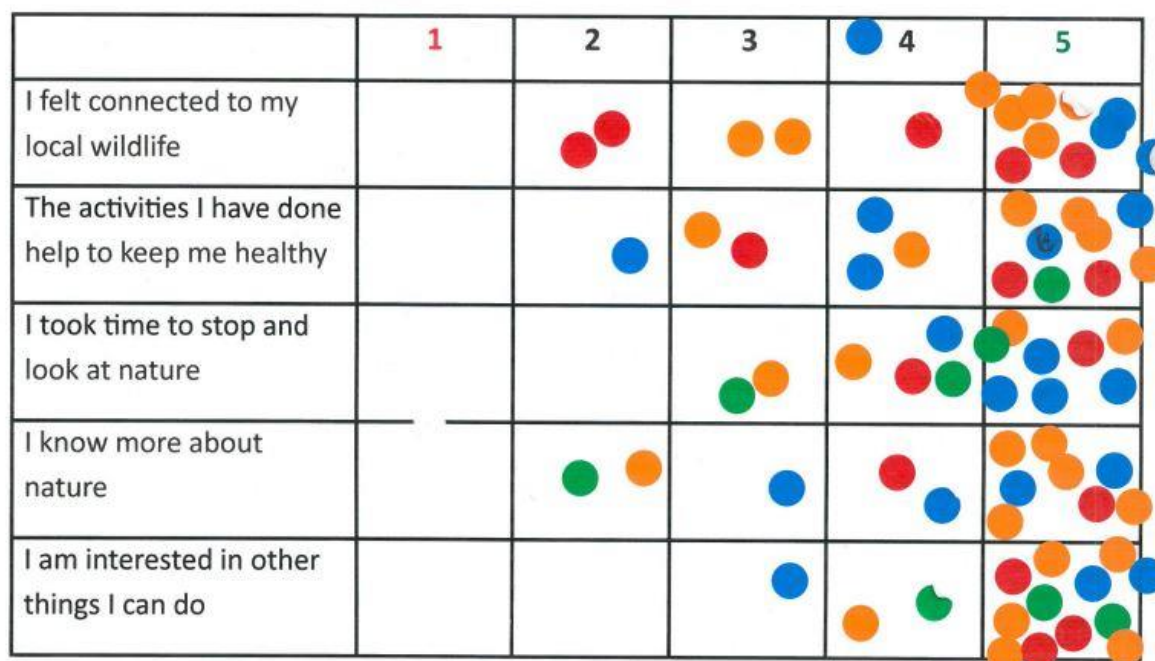 1 2 3 4 5
I felt connected to my
local wildlife
The activities I have done
help to keep me healthy
I took time to stop and
look at nature
I know more about
nature
I am interested in other
things I can do